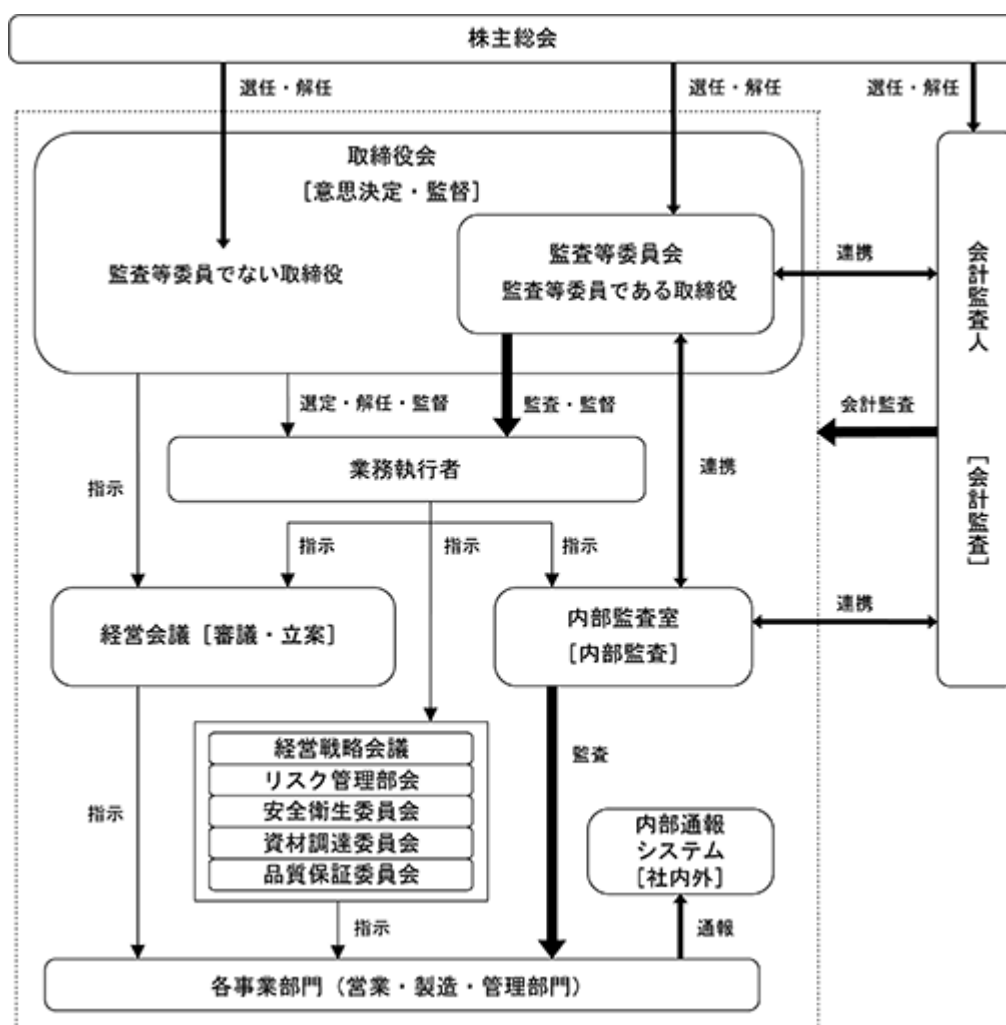 株主総会
選任・解任
選任・解任
選任・解任
取締役会
[意思決定・監督]
監査等委員でない取締役
監査等委員会
監査等委員である取締役
連携
会計監査人
[会計監査]
選定・解任・監督
監査・監督
会計監査
業務執行者
連携
指示
指示
指示
指示
経営会議[審議・立案]
内部監査室
[内部監査]
連携
経営戦略会議
リスク管理部会
安全衛生委員会
資材調達委員会
品質保証委員会
監査
指示
内部通報
システム
[社内外]
指示
通報
各事業部門(営業・製造・管理部門)